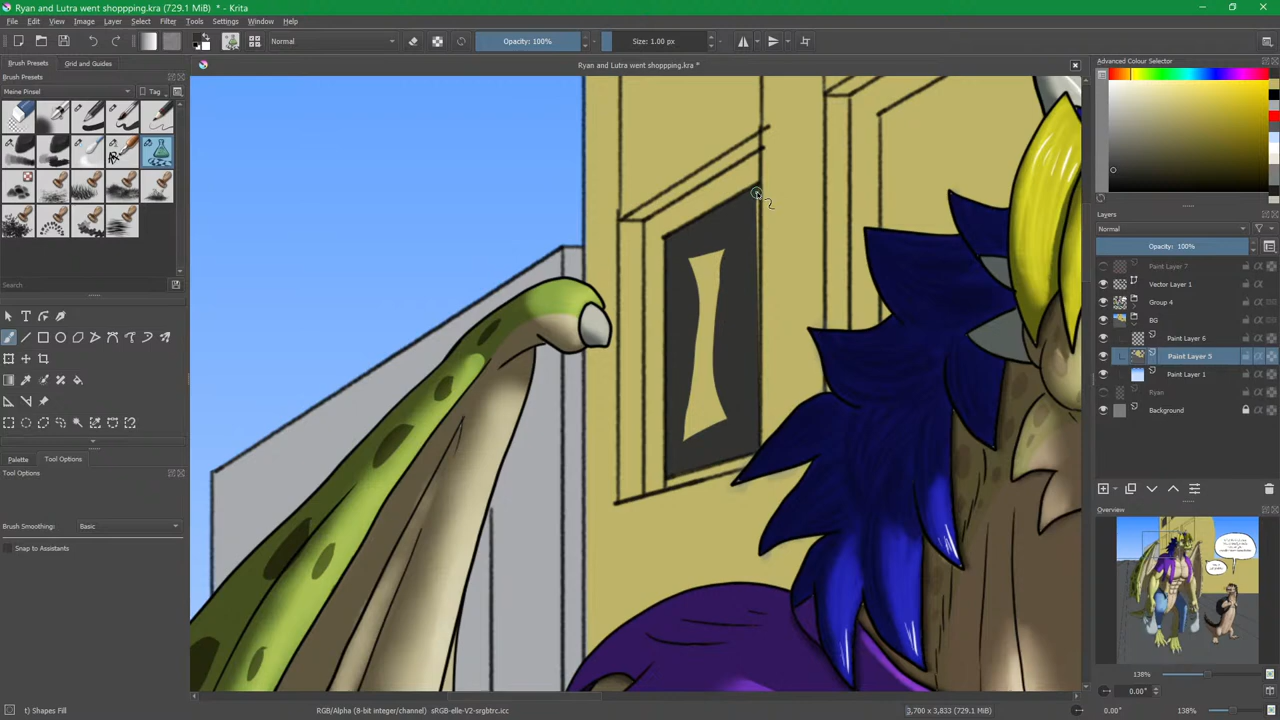 Ryan and Lutra went shoppping.kra (729.1 MiB) * - Krita
File Edit View Image Layer Select Filter Tools Settings Window Help
Normal
Opacity: 100%
Size: 1.00 px
Brush Presets
Grid and Guides
Ryan and Lutra went shoppping.kra (729.1 MiB) *
Advanced Colour Selector
Brush Presets
Meine Pinsel
Tag
Search
Palette
Tool Options
Tool Options
Brush Smoothing:
Basic
Snap to Assistants
Layers
Normal
Opacity: 100%
Paint Layer 7
Vector Layer 1
Group 4
BG
Paint Layer 6
Paint Layer 5
Paint Layer 1
Ryan
Background
Overview
138%
0.00°
t) Shapes Fill
RGB/Alpha (8-bit integer/channel) sRGB-elle-V2-srgbtrc.icc
3,700 x 3,833 (729.1 MiB)
0.00°
138%